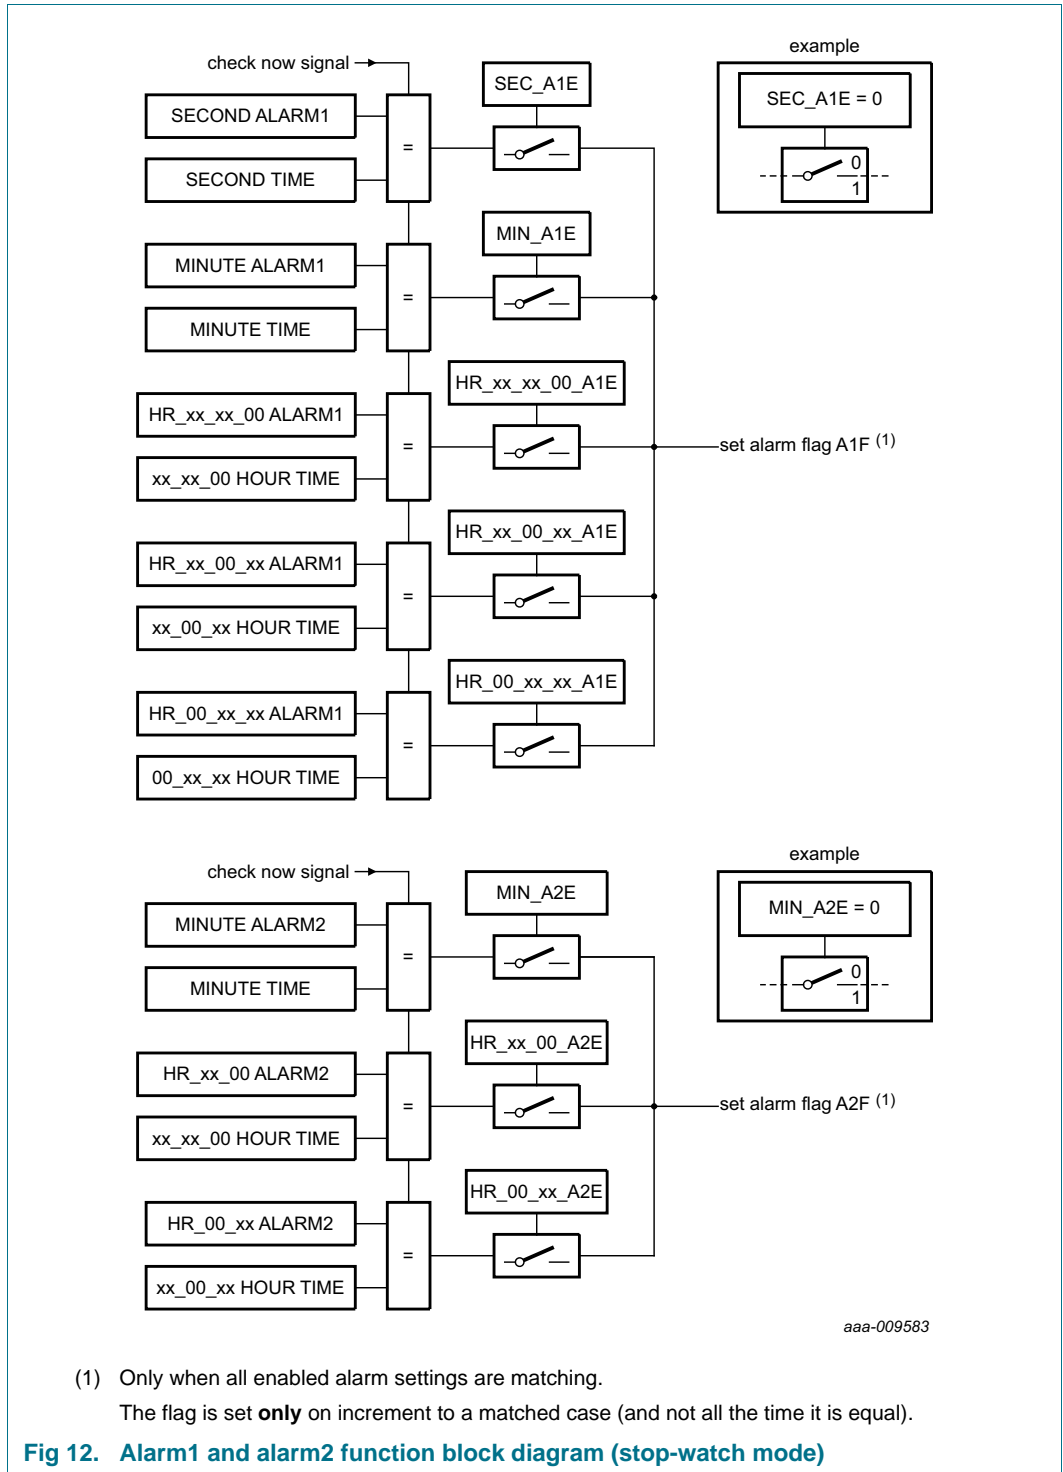 check now signal
example
SEC_A1E
SEC_A1E = 0
SECOND ALARM1
=
0
1
SECOND TIME
MIN_A1E
MINUTE ALARM1
=
MINUTE TIME
HR_xx_xx_00_A1E
HR_xx_xx_00 ALARM1
=
set alarm flag A1F (1)
xx_xx_00 HOUR TIME
HR_xx_00_xx_A1E
HR_xx_00_xx ALARM1
=
xx_00_xx HOUR TIME
HR_00_xx_xx_A1E
HR_00_xx_xx ALARM1
=
00_xx_xx HOUR TIME
check now signal
example
MIN_A2E
MIN_A2E = 0
MINUTE ALARM2
=
0
1
MINUTE TIME
HR_xx_00_A2E
HR_xx_00 ALARM2
=
set alarm flag A2F (1)
xx_xx_00 HOUR TIME
HR_00_xx_A2E
HR_00_xx ALARM2
=
xx_00_xx HOUR TIME
aaa-009583
(1) Only when all enabled alarm settings are matching.
The flag is set only on increment to a matched case (and not all the time it is equal).
Fig 12. Alarm1 and alarm2 function block diagram (stop-watch mode)